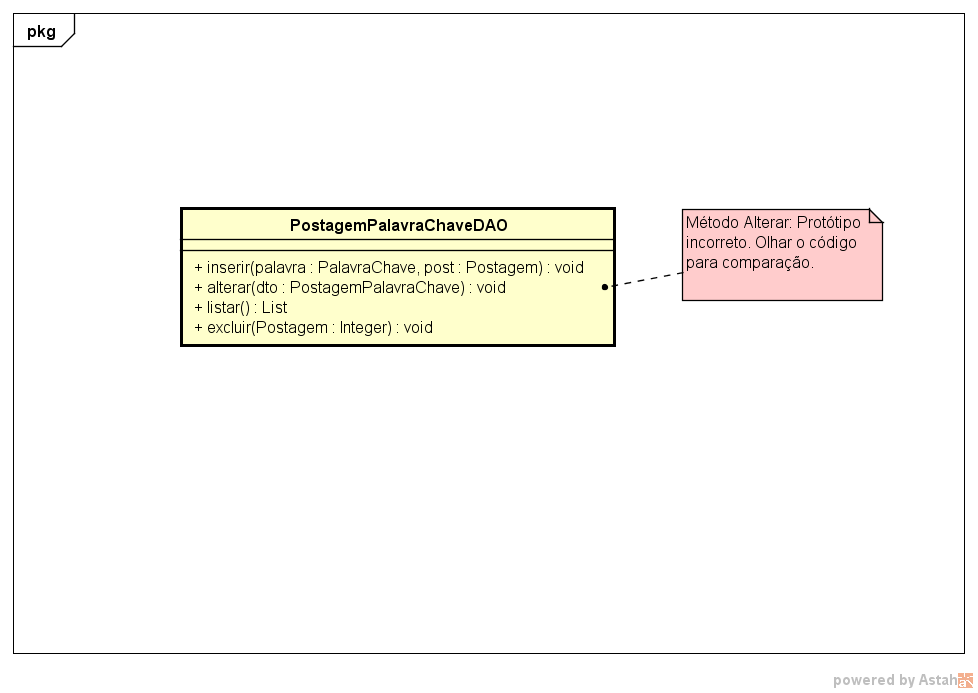 pkg
PostagemPalavraChaveDAO
+ inserir(palavra : PalavraChave, post : Postagem) : void
+ alterar(dto : PostagemPalavraChave) : void
+ listar() : List
+ excluir(Postagem : Integer) : void
Método Alterar: Protótipo
incorreto. Olhar o código
para comparação.
powered by Astah